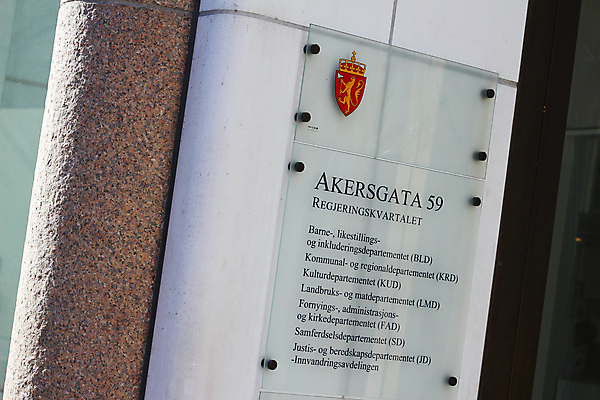 AKERSGATA 59
REGJERINGSKVARTALET
Barne-, likestillings-
og inkluderingsdepartementet (BLD)
Kommunal- og regionaldepartementet (KRD)
Kulturdepartementet (KUD)
Landbruks- og matdepartementet (LMD)
Fornyings-, administrasjons-
og kirkedepartementet (FAD)
Samferdselsdepartementet (SD)
Justis- og beredskapsdepartementet (JD)
-Innvandringsavdelingen